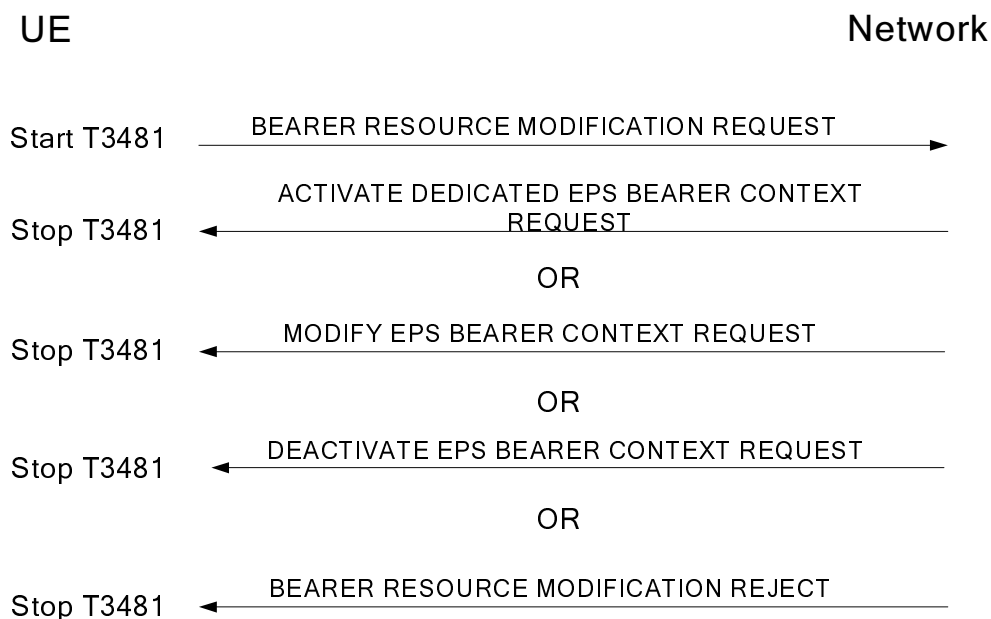 UE
Network
Start T3481
BEARER RESOURCE MODIFICATION REQUEST
ACTIVATE DEDICATED EPS BEARER CONTEXT
REQUEST
Stop T3481
OR
MODIFY EPS BEARER CONTEXT REQUEST
Stop T3481
OR
DEACTIVATE EPS BEARER CONTEXT REQUEST
Stop T3481
OR
BEARER RESOURCE MODIFICATION REJECT
Stop T3481